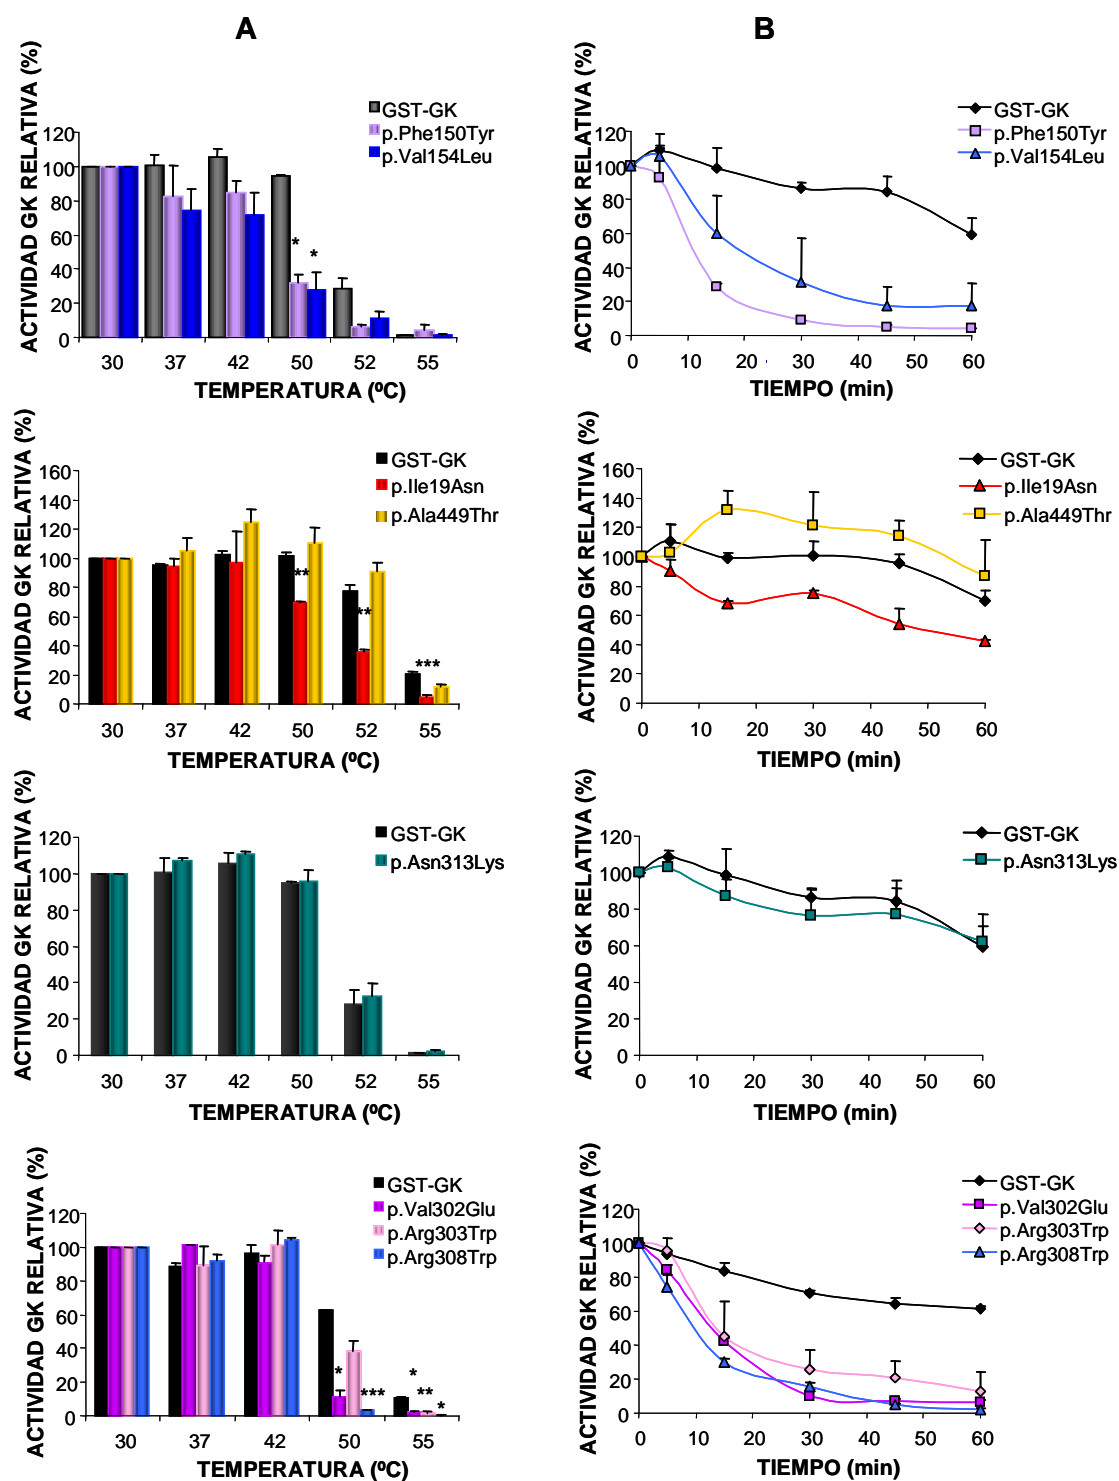 A
B
ACTIVIDAD GK RELATIVA (%)
120
100
80
60
40
20
0
GST-GK
p.Phe150Tyr
p.Val154Leu
* *
30 37 42 50 52 55
TEMPERATURA (ºC)
ACTIVIDAD GK RELATIVA (%)
120
100
80
60
40
20
0
GST-GK
p.Phe150Tyr
p.Val154Leu
0 10 20 30 40 50 60
TIEMPO (min)
ACTIVIDAD GK RELATIVA (%)
160
140
120
100
80
60
40
20
0
GST-GK
p.Ile19Asn
p.Ala449Thr
** ** ***
30 37 42 50 52 55
TEMPERATURA (ºC)
ACTIVIDAD GK RELATIVA (%)
160
140
120
100
80
60
40
20
0
GST-GK
p.Ile19Asn
p.Ala449Thr
0 10 20 30 40 50 60
TIEMPO (min)
ACTIVIDAD GK RELATIVA (%)
120
100
80
60
40
20
0
GST-GK
p.Asn313Lys
30 37 42 50 52 55
TEMPERATURA (ºC)
ACTIVIDAD GK RELATIVA (%)
120
100
80
60
40
20
0
GST-GK
p.Asn313Lys
0 10 20 30 40 50 60
TIEMPO (min)
ACTIVIDAD GK RELATIVA (%)
120
100
80
60
40
20
0
GST-GK
p.Val302Glu
p.Arg303Trp
p.Arg308Trp
* *** * ** *
30 37 42 50 55
TEMPERATURA (ºC)
ACTIVIDAD GK RELATIVA (%)
120
100
80
60
40
20
0
GST-GK
p.Val302Glu
p.Arg303Trp
p.Arg308Trp
0 10 20 30 40 50 60
TIEMPO (min)